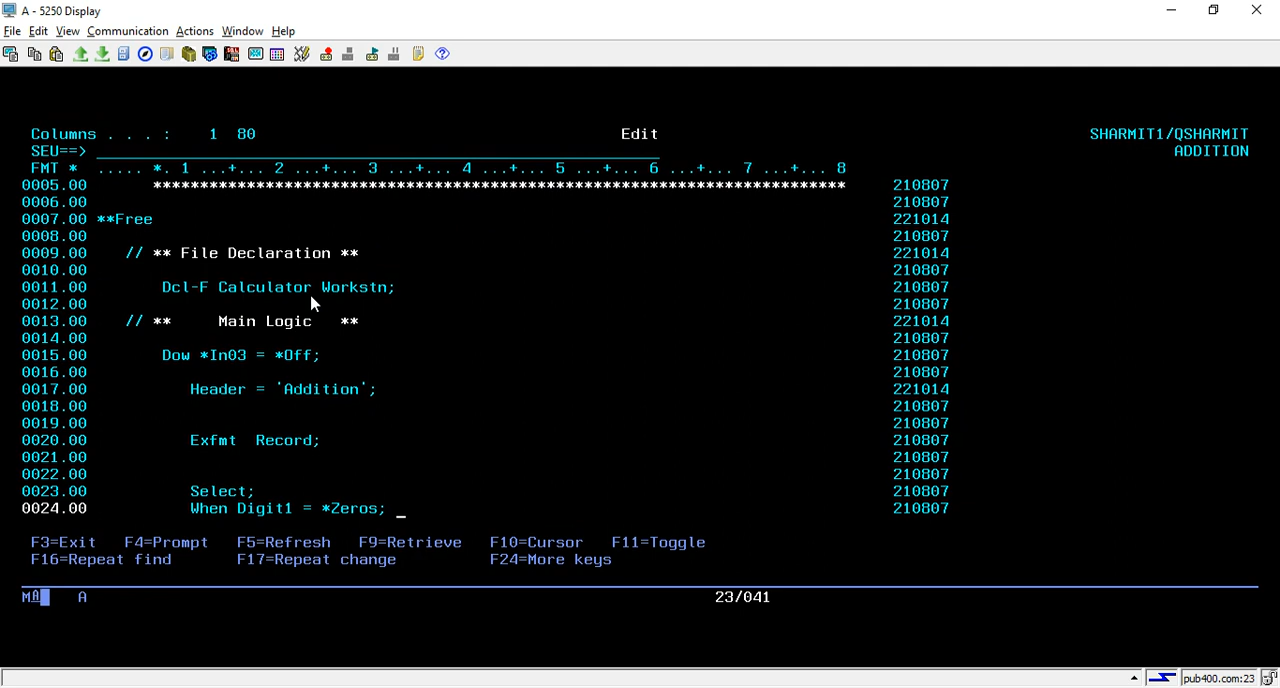 A - 5250 Display
File Edit View Communication Actions Window Help
Columns . . . : 1 80 Edit SHARMIT1/QSHARMIT
SEU==> ADDITION
FMT * ..... *. 1 ...+... 2 ...+... 3 ...+... 4 ...+... 5 ...+... 6 ...+... 7 ...+... 8
0005.00 ************************************************************************** 210807
0006.00 210807
0007.00 **Free 221014
0008.00 210807
0009.00 // ** File Declaration ** 221014
0010.00 210807
0011.00 Dcl-F Calculator Workstn; 210807
0012.00 210807
0013.00 // ** Main Logic ** 221014
0014.00 210807
0015.00 Dow *In03 = *Off; 210807
0016.00 210807
0017.00 Header = 'Addition'; 221014
0018.00 210807
0019.00 210807
0020.00 Exfmt Record; 210807
0021.00 210807
0022.00 210807
0023.00 Select; 210807
0024.00 When Digit1 = *Zeros; _ 210807
F3=Exit F4=Prompt F5=Refresh F9=Retrieve F10=Cursor F11=Toggle
F16=Repeat find F17=Repeat change F24=More keys
MA A 23/041
pub400.com:23